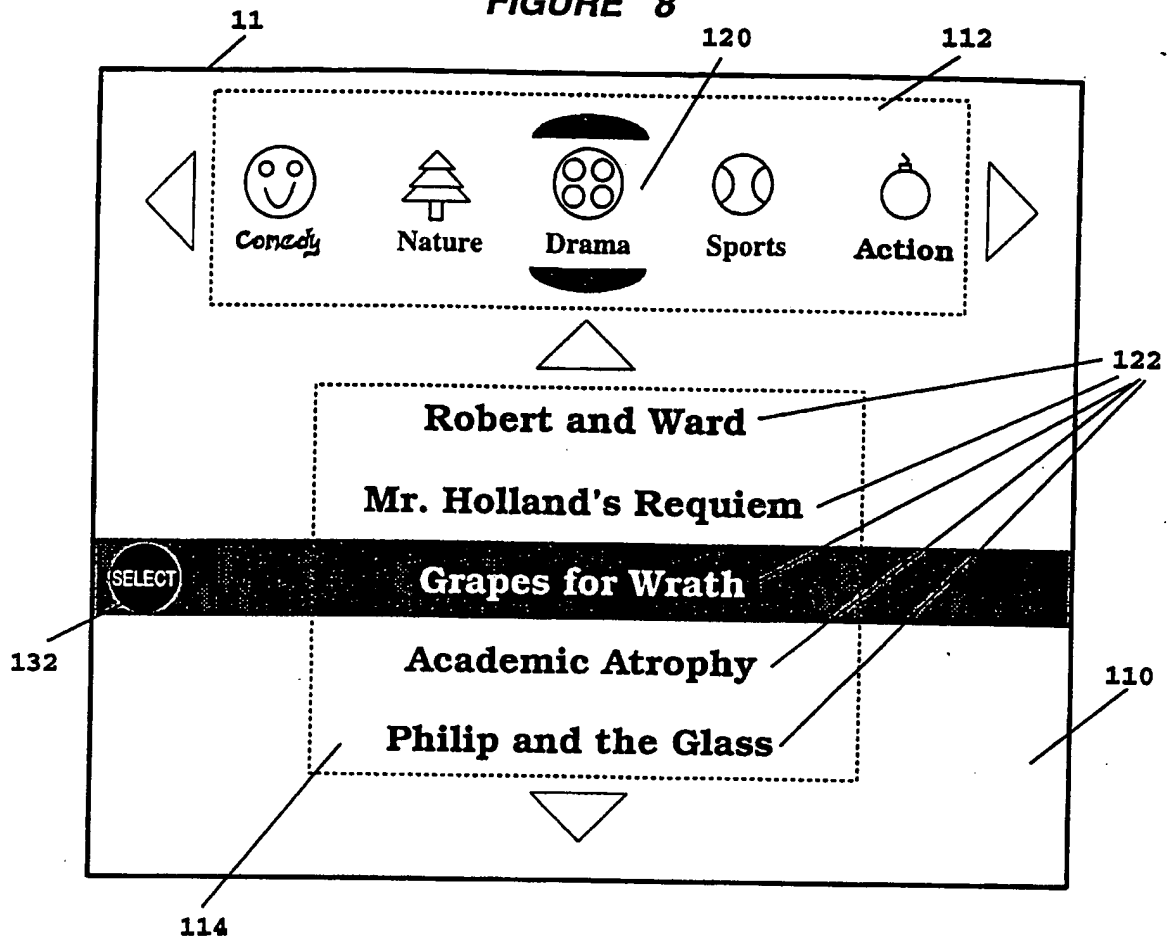 FIGURE 8
11
120
112
Comedy
Nature
Drama
Sports
Action
122
Robert and Ward
Mr. Holland's Requiem
SELECT
Grapes for Wrath
132
Academic Atrophy
110
Philip and the Glass
114